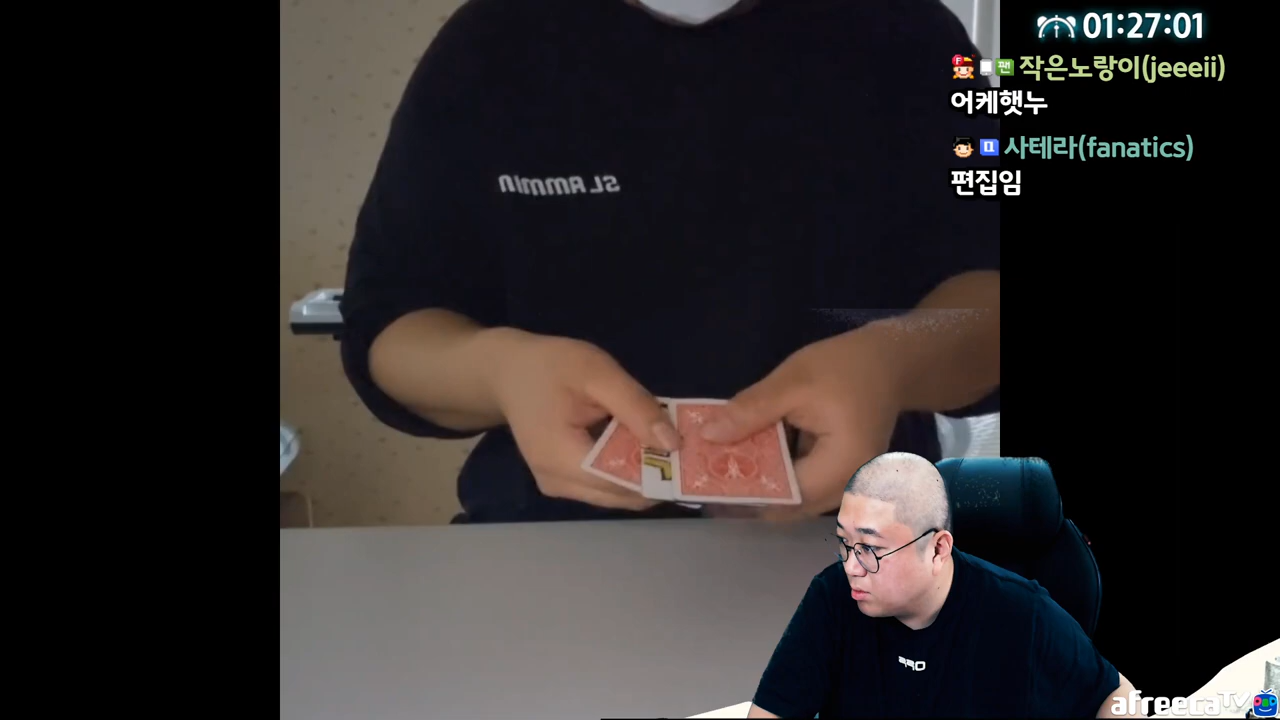 01:27:01
작은노랑이(jeeeii)
어케햇누
사테라(fanatics)
편집임
SLAMMIN
OFF
afreecaTV